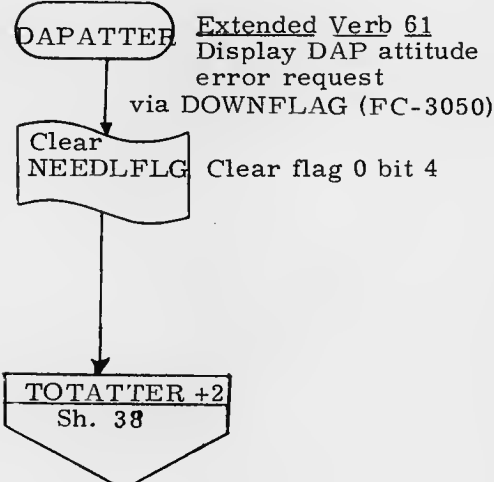 DAPATTER
Extended Verb 61
Display DAP attitude
error request
via DOWNFLAG (FC-3050)
Clear
NEEDLFLG
Clear flag 0 bit 4
TOTATTER +2
Sh. 38